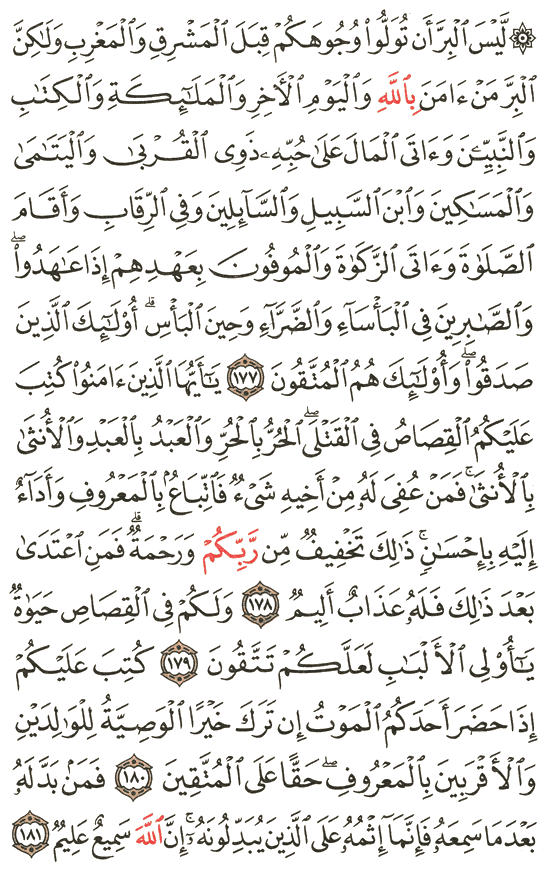 ۞ لَّيْسَ ٱلْبِرَّ أَن تُوَلُّوا۟ وُجُوهَكُمْ قِبَلَ ٱلْمَشْرِقِ وَٱلْمَغْرِبِ وَلَٰكِنَّ
ٱلْبِرَّ مَنْ ءَامَنَ بِٱللَّهِ وَٱلْيَوْمِ ٱلْـَٔاخِرِ وَٱلْمَلَٰٓئِكَةِ وَٱلْكِتَٰبِ
وَٱلنَّبِيِّـۧنَ وَءَاتَى ٱلْمَالَ عَلَىٰ حُبِّهِۦ ذَوِى ٱلْقُرْبَىٰ وَٱلْيَتَٰمَىٰ
وَٱلْمَسَٰكِينَ وَٱبْنَ ٱلسَّبِيلِ وَٱلسَّآئِلِينَ وَفِى ٱلرِّقَابِ وَأَقَامَ
ٱلصَّلَوٰةَ وَءَاتَى ٱلزَّكَوٰةَ وَٱلْمُوفُونَ بِعَهْدِهِمْ إِذَا عَٰهَدُوا۟ ۖ
وَٱلصَّٰبِرِينَ فِى ٱلْبَأْسَآءِ وَٱلضَّرَّآءِ وَحِينَ ٱلْبَأْسِ ۗ أُو۟لَٰٓئِكَ ٱلَّذِينَ
صَدَقُوا۟ ۖ وَأُو۟لَٰٓئِكَ هُمُ ٱلْمُتَّقُونَ ١٧٧ يَٰٓأَيُّهَا ٱلَّذِينَ ءَامَنُوا۟ كُتِبَ
عَلَيْكُمُ ٱلْقِصَاصُ فِى ٱلْقَتْلَى ۖ ٱلْحُرُّ بِٱلْحُرِّ وَٱلْعَبْدُ بِٱلْعَبْدِ وَٱلْأُنثَىٰ
بِٱلْأُنثَىٰ ۚ فَمَنْ عُفِىَ لَهُۥ مِنْ أَخِيهِ شَىْءٌ فَٱتِّبَاعٌۢ بِٱلْمَعْرُوفِ وَأَدَآءٌ
إِلَيْهِ بِإِحْسَٰنٍ ۗ ذَٰلِكَ تَخْفِيفٌ مِّن رَّبِّكُمْ وَرَحْمَةٌ ۗ فَمَنِ ٱعْتَدَىٰ
بَعْدَ ذَٰلِكَ فَلَهُۥ عَذَابٌ أَلِيمٌ ١٧٨ وَلَكُمْ فِى ٱلْقِصَاصِ حَيَوٰةٌ
يَٰٓأُو۟لِى ٱلْأَلْبَٰبِ لَعَلَّكُمْ تَتَّقُونَ ١٧٩ كُتِبَ عَلَيْكُمْ
إِذَا حَضَرَ أَحَدَكُمُ ٱلْمَوْتُ إِن تَرَكَ خَيْرًا ٱلْوَصِيَّةُ لِلْوَٰلِدَيْنِ
وَٱلْأَقْرَبِينَ بِٱلْمَعْرُوفِ ۖ حَقًّا عَلَى ٱلْمُتَّقِينَ ١٨٠ فَمَنۢ بَدَّلَهُۥ
بَعْدَ مَا سَمِعَهُۥ فَإِنَّمَآ إِثْمُهُۥ عَلَى ٱلَّذِينَ يُبَدِّلُونَهُۥٓ ۚ إِنَّ ٱللَّهَ سَمِيعٌ عَلِيمٌ ١٨١